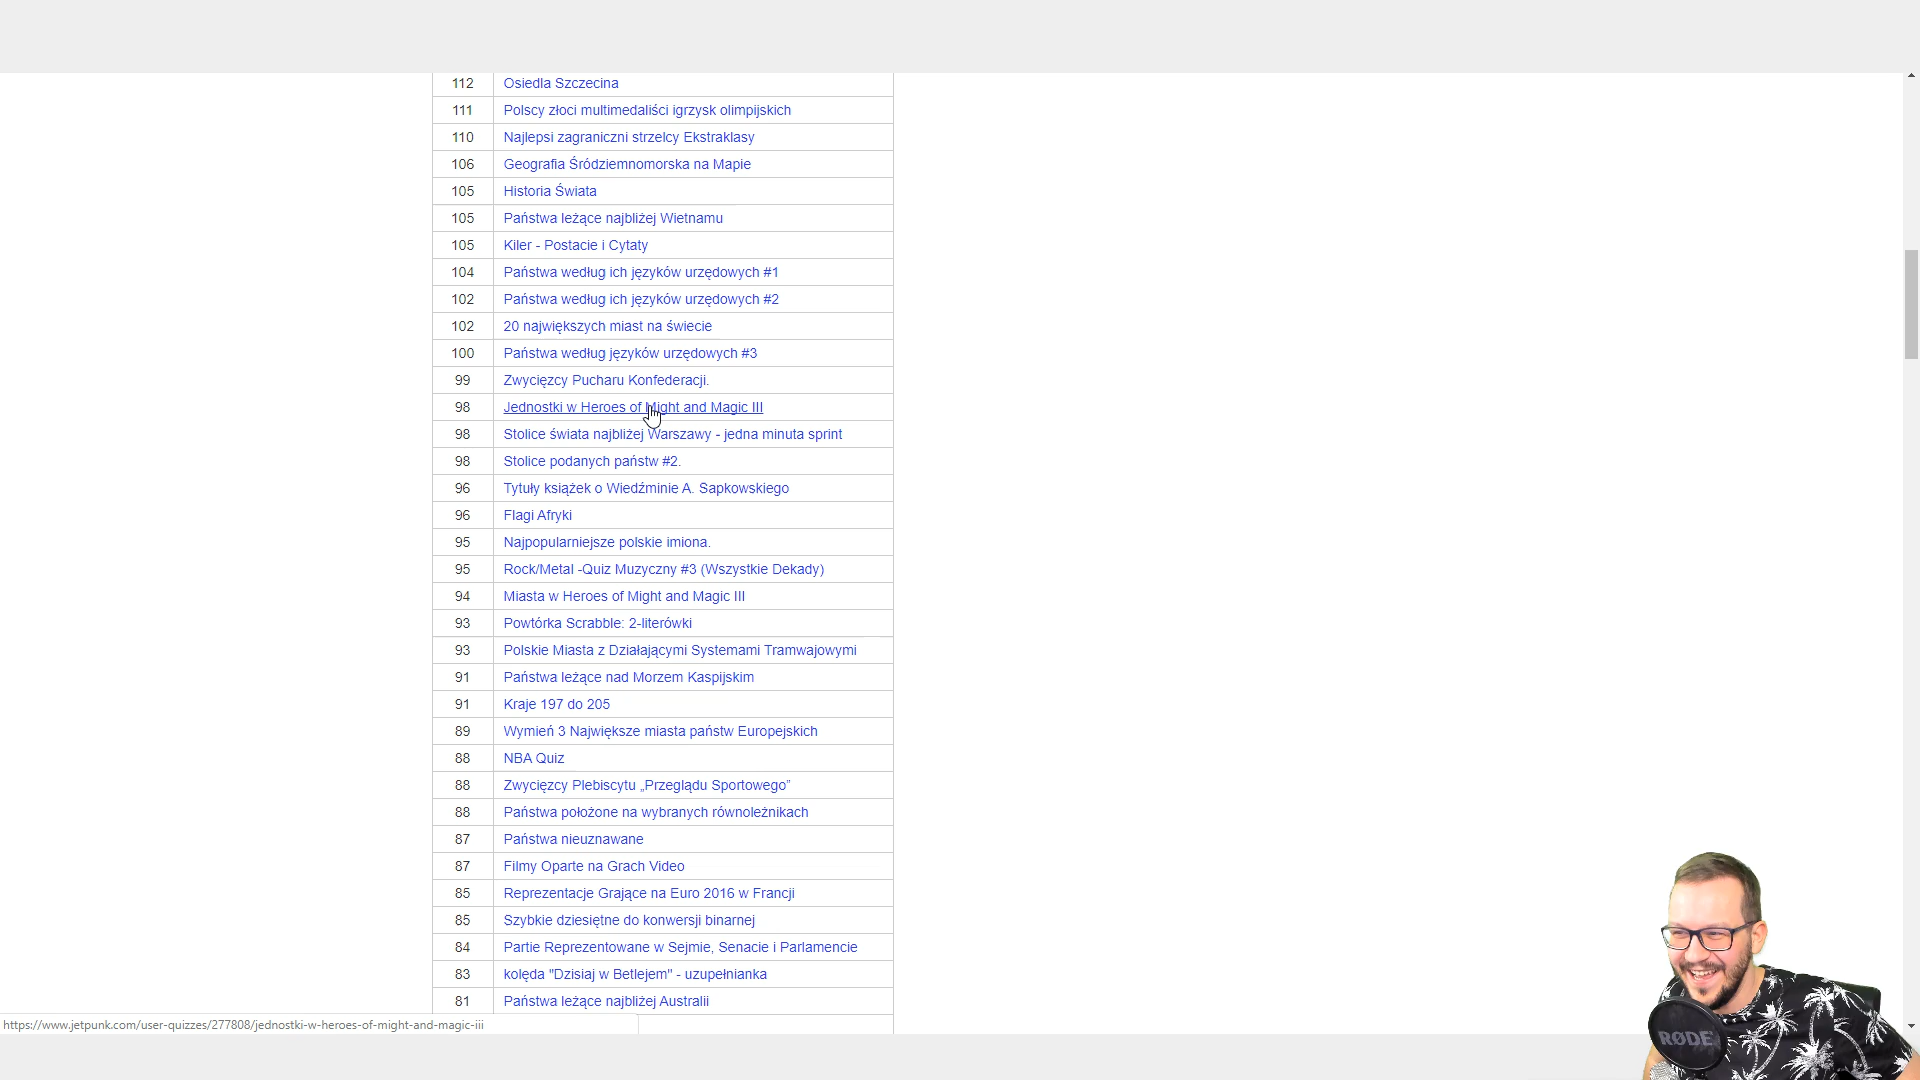 112 Osiedla Szczecina
111 Polscy złoci multimedaliści igrzysk olimpijskich
110 Najlepsi zagraniczni strzelcy Ekstraklasy
106 Geografia Śródziemnomorska na Mapie
105 Historia Świata
105 Państwa leżące najbliżej Wietnamu
105 Kiler - Postacie i Cytaty
104 Państwa według ich języków urzędowych #1
102 Państwa według ich języków urzędowych #2
102 20 największych miast na świecie
100 Państwa według języków urzędowych #3
99 Zwycięzcy Pucharu Konfederacji.
98 Jednostki w Heroes of Might and Magic III
98 Stolice świata najbliżej Warszawy - jedna minuta sprint
98 Stolice podanych państw #2.
96 Tytuły książek o Wiedźminie A. Sapkowskiego
96 Flagi Afryki
95 Najpopularniejsze polskie imiona.
95 Rock/Metal -Quiz Muzyczny #3 (Wszystkie Dekady)
94 Miasta w Heroes of Might and Magic III
93 Powtórka Scrabble: 2-literówki
93 Polskie Miasta z Działającymi Systemami Tramwajowymi
91 Państwa leżące nad Morzem Kaspijskim
91 Kraje 197 do 205
89 Wymień 3 Największe miasta państw Europejskich
88 NBA Quiz
88 Zwycięzcy Plebiscytu „Przeglądu Sportowego”
88 Państwa położone na wybranych równoleżnikach
87 Państwa nieuznawane
87 Filmy Oparte na Grach Video
85 Reprezentacje Grające na Euro 2016 w Francji
85 Szybkie dziesiętne do konwersji binarnej
84 Partie Reprezentowane w Sejmie, Senacie i Parlamencie
83 kolęda "Dzisiaj w Betlejem" - uzupełnianka
81 Państwa leżące najbliżej Australii
https://www.jetpunk.com/user-quizzes/277808/jednostki-w-heroes-of-might-and-magic-iii
RØDE